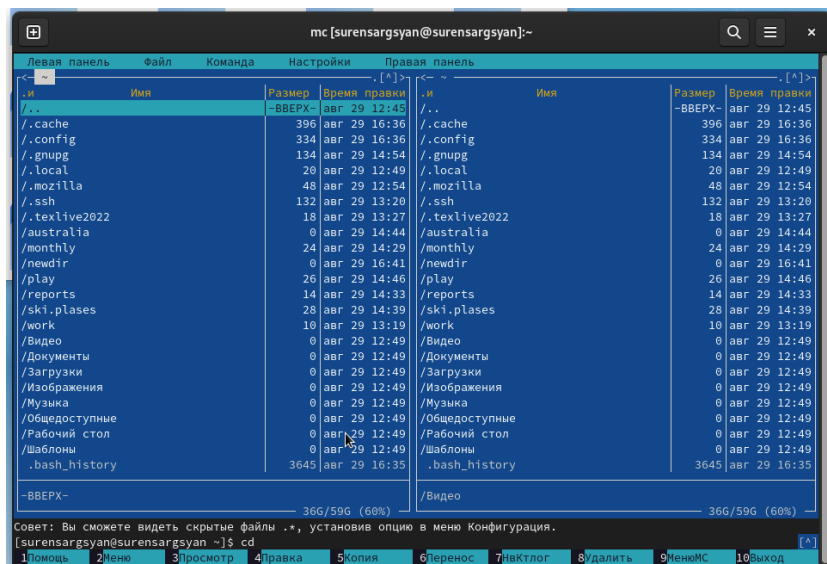 mc [surensargsyan@surensargsyan]:~
Левая панель Файл Команда Настройки Правая панель
<— ~ .[^]> <— ~ .[^]>
.и Имя Размер Время правки .и Имя Размер Время правки
/.. -ВВЕРХ- авг 29 12:45 /.. -ВВЕРХ- авг 29 12:45
/.cache 396 авг 29 16:36 /.cache 396 авг 29 16:36
/.config 334 авг 29 16:36 /.config 334 авг 29 16:36
/.gnupg 134 авг 29 14:54 /.gnupg 134 авг 29 14:54
/.local 20 авг 29 12:49 /.local 20 авг 29 12:49
/.mozilla 48 авг 29 12:54 /.mozilla 48 авг 29 12:54
/.ssh 132 авг 29 13:20 /.ssh 132 авг 29 13:20
/.texlive2022 18 авг 29 13:27 /.texlive2022 18 авг 29 13:27
/australia 0 авг 29 14:44 /australia 0 авг 29 14:44
/monthly 24 авг 29 14:29 /monthly 24 авг 29 14:29
/newdir 0 авг 29 16:41 /newdir 0 авг 29 16:41
/play 26 авг 29 14:46 /play 26 авг 29 14:46
/reports 14 авг 29 14:33 /reports 14 авг 29 14:33
/ski.plases 28 авг 29 14:39 /ski.plases 28 авг 29 14:39
/work 10 авг 29 13:19 /work 10 авг 29 13:19
/Видео 0 авг 29 12:49 /Видео 0 авг 29 12:49
/Документы 0 авг 29 12:49 /Документы 0 авг 29 12:49
/Загрузки 0 авг 29 12:49 /Загрузки 0 авг 29 12:49
/Изображения 0 авг 29 12:49 /Изображения 0 авг 29 12:49
/Музыка 0 авг 29 12:49 /Музыка 0 авг 29 12:49
/Общедоступные 0 авг 29 12:49 /Общедоступные 0 авг 29 12:49
/Рабочий стол 0 авг 29 12:49 /Рабочий стол 0 авг 29 12:49
/Шаблоны 0 авг 29 12:49 /Шаблоны 0 авг 29 12:49
.bash_history 3645 авг 29 16:35 .bash_history 3645 авг 29 16:35
-ВВЕРХ- /Видео
36G/59G (60%) 36G/59G (60%)
Совет: Вы сможете видеть скрытые файлы .*, установив опцию в меню Конфигурация.
[surensargsyan@surensargsyan ~]$ cd [^]
1Помощь 2Меню 3Просмотр 4Правка 5Копия 6Перенос 7НвКтлог 8Удалить 9МенюМС 10Выход